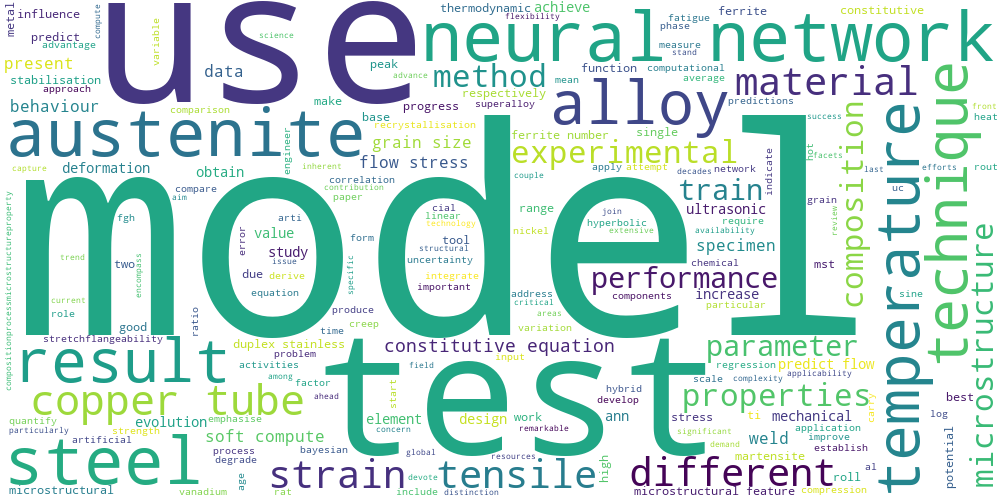 metal
influence
compute
use
thermodynamic
achieve
ferrite
constitutive
flexibility
fatigue
phase
predict
advantage
variable
science
neural network
measure
stand
present
stabilisation
approach
data
peak
advance
method
mean
function
computational
average
material
respectively
behaviour
comparison
make
progress
superalloy
alloy
predictions
base
austenite
engineer
recrystallisation
grain size
ferrite number
single
experimental
success
front
heat
technique
temperature
composition
hot
facets
capture
deformation
inherent
obtain
flow stress
correlation
contribution
paper
couple
apply
attempt
decades
network
indicate
last
efforts
rout
train
compare
aim
uc
grain
review
model
fgh
arti
cial
linear
technology
range
join
hyperbolic
extensive
ultrasonic
require
availability
specimen
compositionprocessmicrostructureproperty
error
value
study
issue
form
tool
structural
uncertainty
nickel
chemical
mst
trend
two
encompass
due
derive
specific
integrate
important
address
critical
areas
performance
components
increase
particular
sine
current
role
equation
produce
creep
time
variation
microstructure
stretchflangeability
good
ratio
duplex stainless
constitutive equation
parameter
result
activities
problem
field
input
test
regression
predict flow
scale
complexity
applicability
among
factor
ahead
start
hybrid
develop
properties
copper tube
carry
best
log
quantify
particularly
evolution
emphasise
element
concern
design
work
remarkable
ann
stress
significant
ti
mechanical
application
improve
establish
artificial
strength
soft compute
demand
weld
potential
steel
process
degrade
bayesian
global
resources
high
martensite
microstructural
vanadium
age
rat
strain
include
devote
distinction
tensile
different
microstructural feature
compression
roll
al